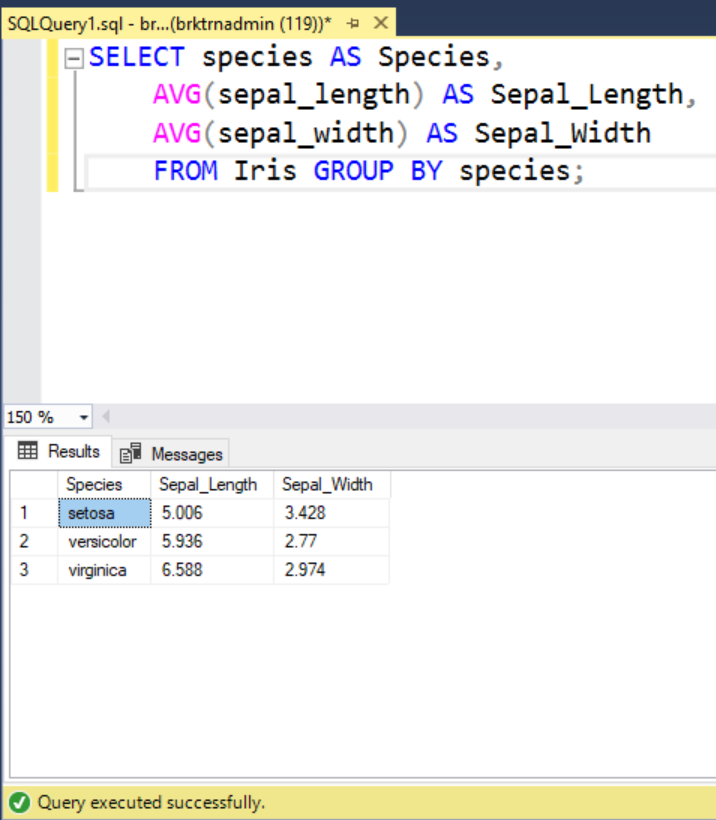 SQLQuery1.sql - br...(brktrnadmin (119))*
SELECT species AS Species,
AVG(sepal_length) AS Sepal_Length,
AVG(sepal_width) AS Sepal_Width
FROM Iris GROUP BY species;
150 %
Results Messages
Species Sepal_Length Sepal_Width
1 setosa 5.006 3.428
2 versicolor 5.936 2.77
3 virginica 6.588 2.974
Query executed successfully.